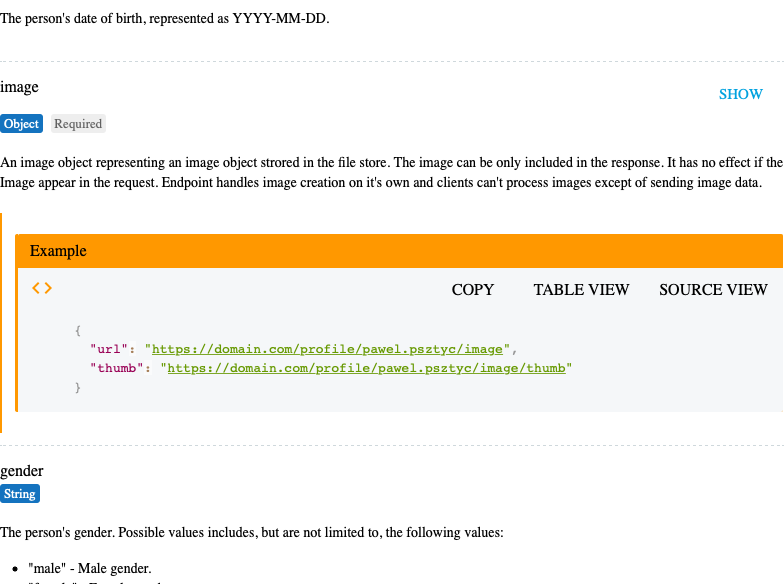 The person's date of birth, represented as YYYY-MM-DD.
image
SHOW
Object Required
An image object representing an image object strored in the file store. The image can be only included in the response. It has no effect if the
Image appear in the request. Endpoint handles image creation on it's own and clients can't process images except of sending image data.
Example
<> COPY TABLE VIEW SOURCE VIEW
{
"url": "https://domain.com/profile/pawel.psztyc/image",
"thumb": "https://domain.com/profile/pawel.psztyc/image/thumb"
}
gender
String
The person's gender. Possible values includes, but are not limited to, the following values:
• "male" - Male gender.